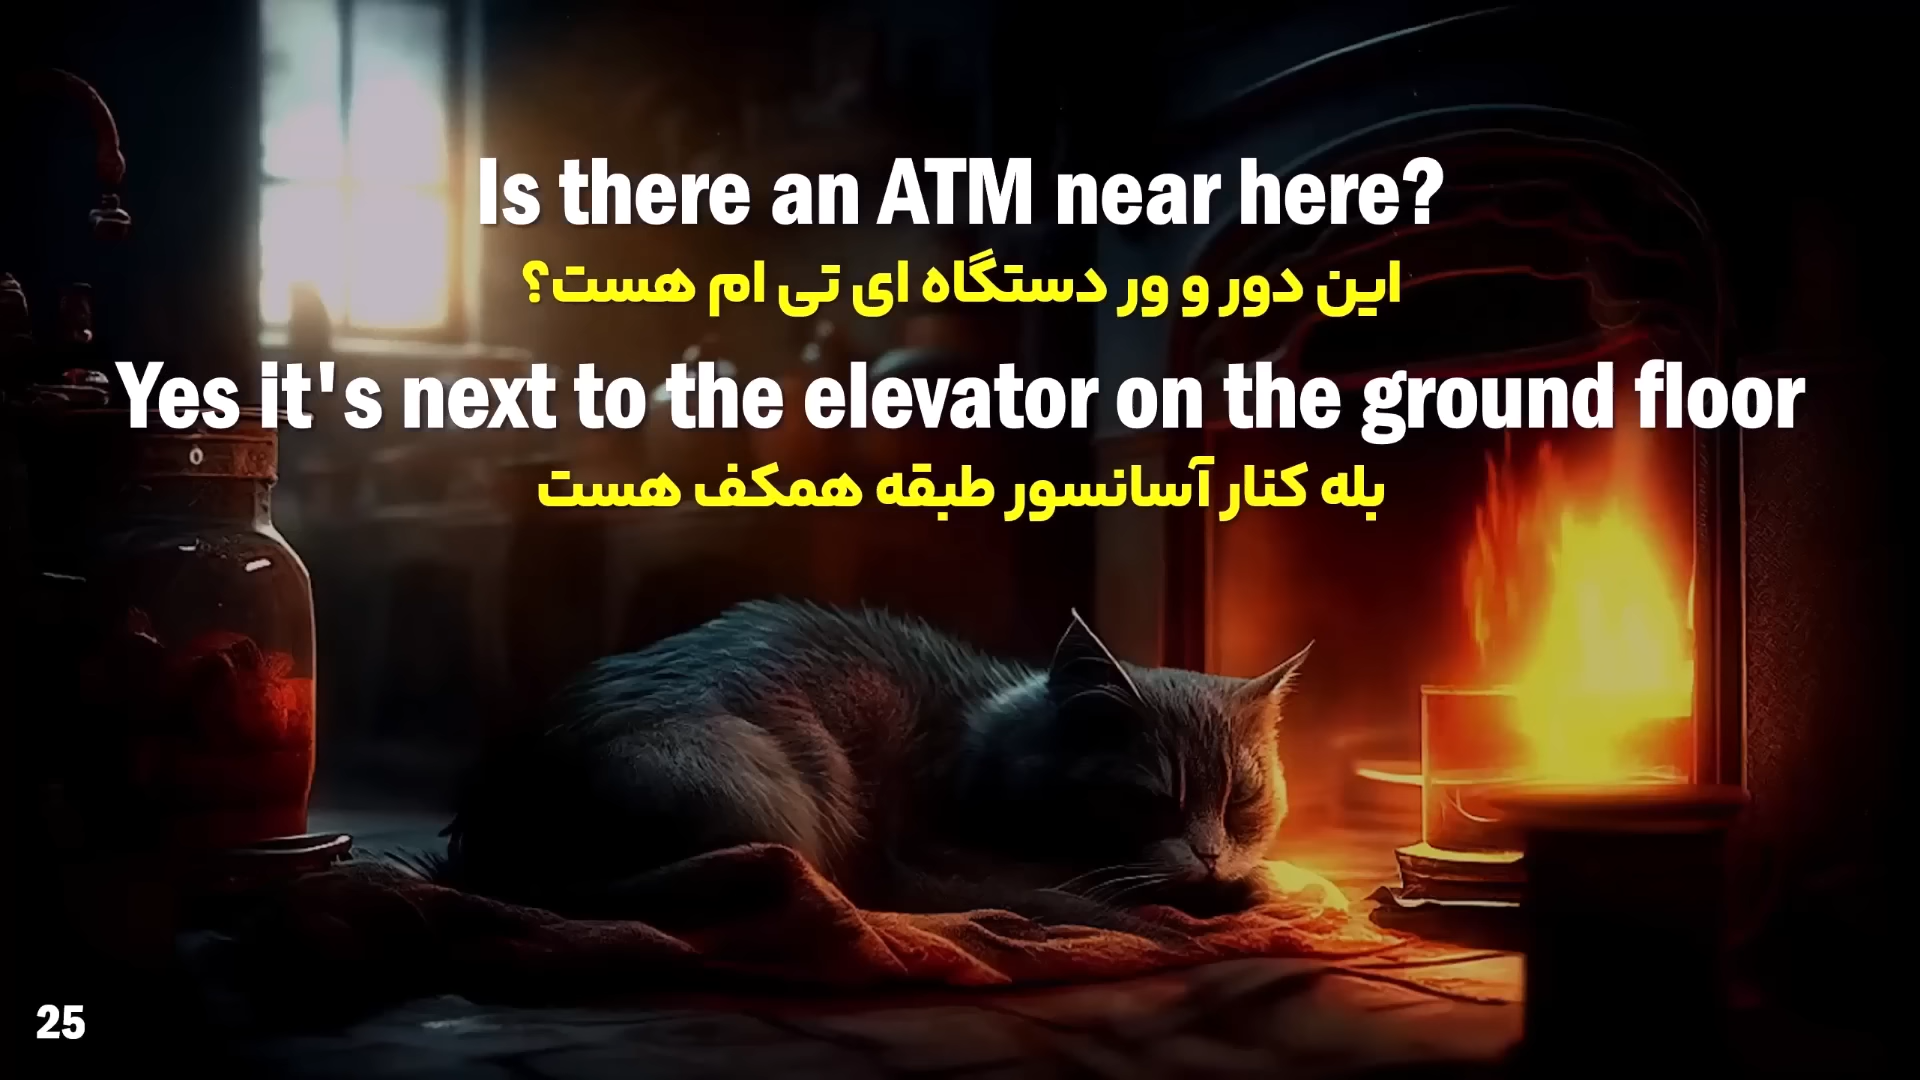 Is there an ATM near here?
این دور و ور دستگاه ای تی ام هست؟
Yes it's next to the elevator on the ground floor
بله کنار آسانسور طبقه همکف هست
25